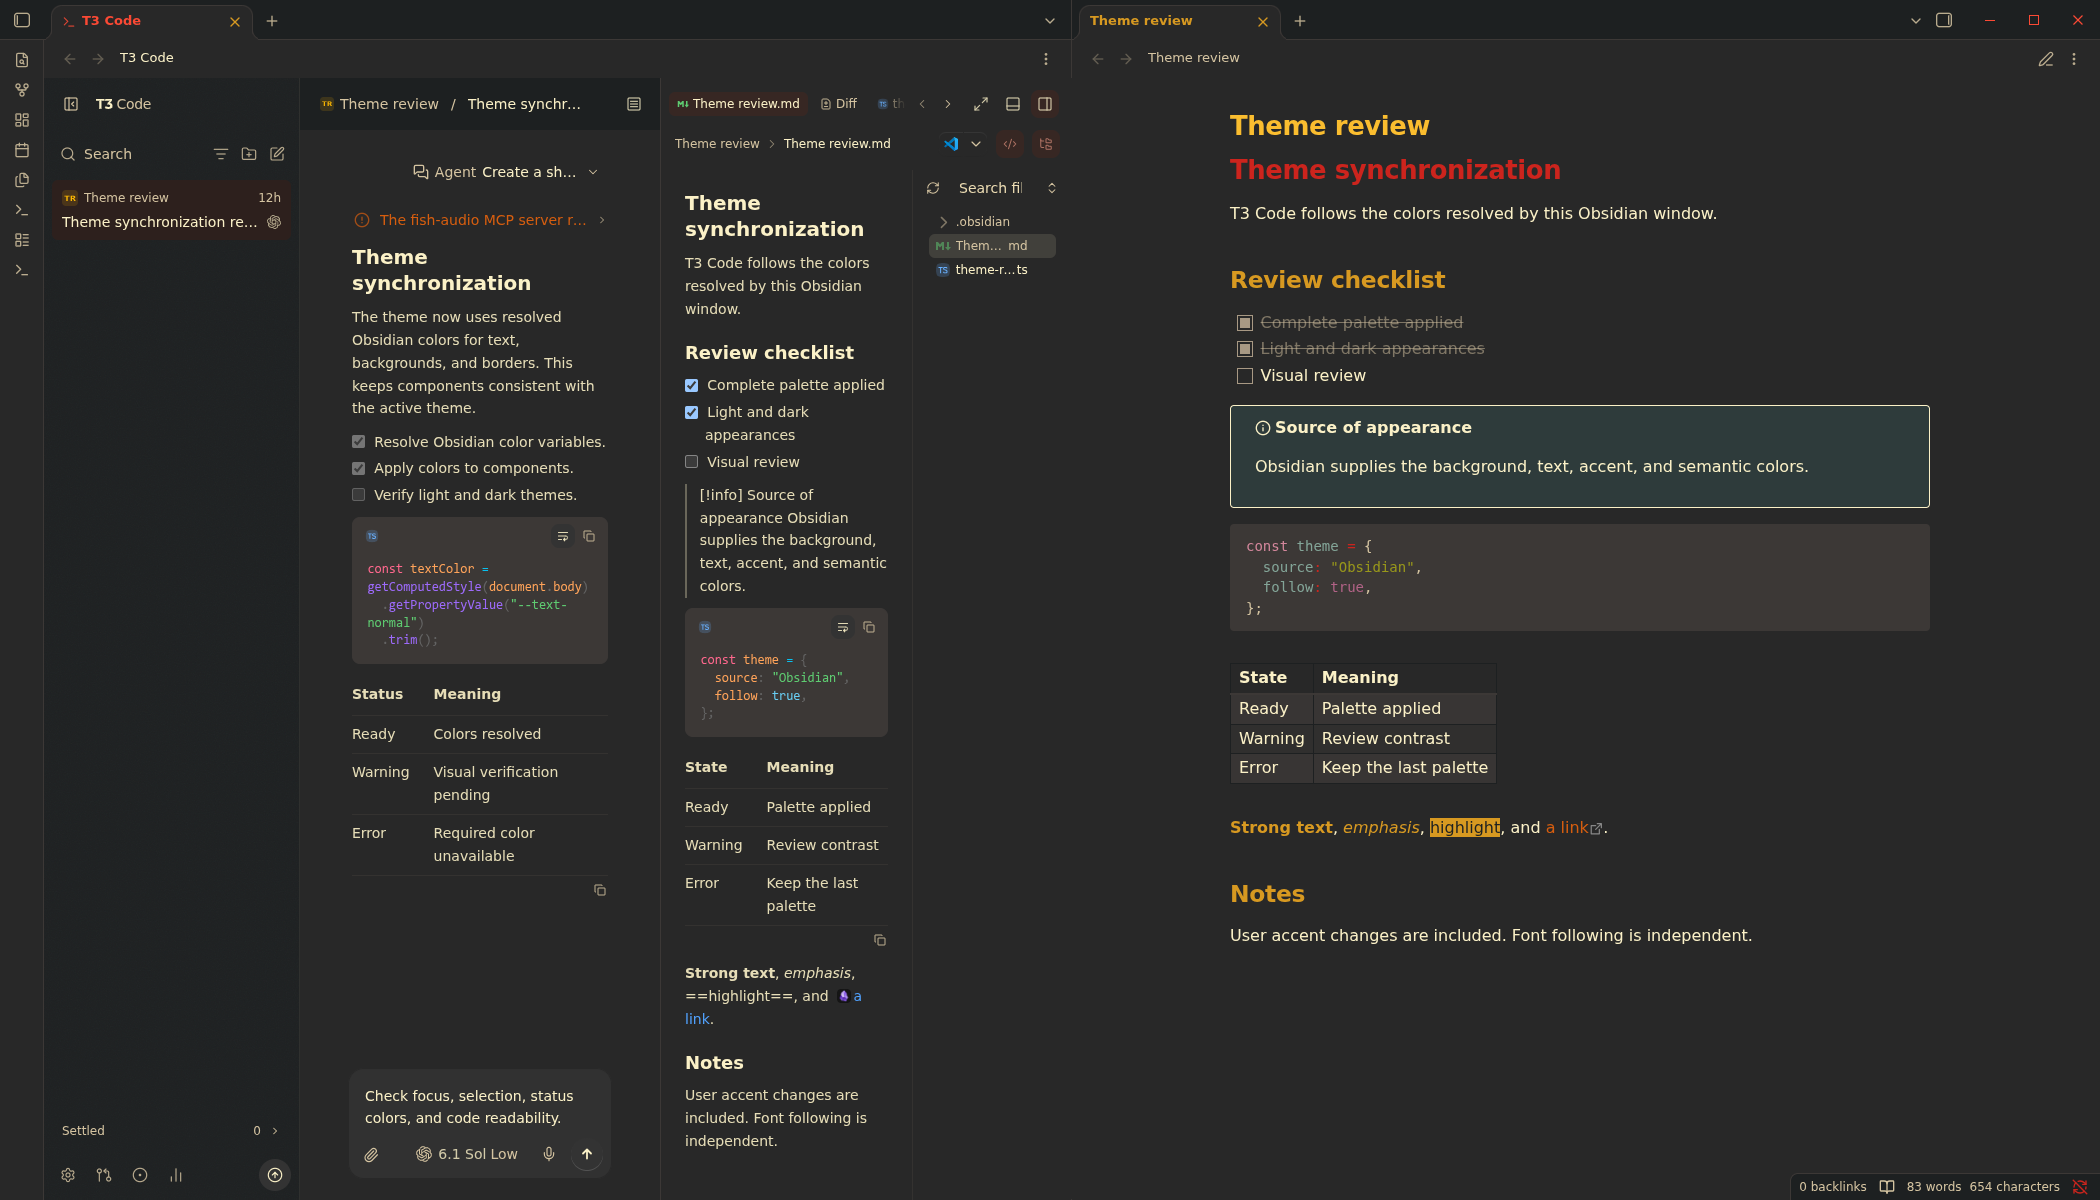 T3 Code
Theme review
T3 Code
Theme review
T3 Code
Search
TR Theme review 12h
Theme synchronization re...
Settled 0
TR Theme review / Theme synchr...
Agent Create a sh...
The fish-audio MCP server r...
Theme
synchronization
The theme now uses resolved
Obsidian colors for text,
backgrounds, and borders. This
keeps components consistent with
the active theme.
Resolve Obsidian color variables.
Apply colors to components.
Verify light and dark themes.
TS
const textColor =
getComputedStyle(document.body)
.getPropertyValue("--text-
normal")
.trim();
Status Meaning
Ready Colors resolved
Warning Visual verification
pending
Error Required color
unavailable
Check focus, selection, status
colors, and code readability.
6.1 Sol Low
M↓ Theme review.md Diff TS th
Theme review > Theme review.md
Theme
synchronization
T3 Code follows the colors
resolved by this Obsidian
window.
Review checklist
Complete palette applied
Light and dark
appearances
Visual review
[!info] Source of
appearance Obsidian
supplies the background,
text, accent, and semantic
colors.
TS
const theme = {
source: "Obsidian",
follow: true,
};
State Meaning
Ready Palette applied
Warning Review contrast
Error Keep the last
palette
Strong text, emphasis,
==highlight==, and a
link.
Notes
User accent changes are
included. Font following is
independent.
Search fil
.obsidian
M↓ Them... md
TS theme-r...ts
Theme review
Theme synchronization
T3 Code follows the colors resolved by this Obsidian window.
Review checklist
Complete palette applied
Light and dark appearances
Visual review
Source of appearance
Obsidian supplies the background, text, accent, and semantic colors.
const theme = {
source: "Obsidian",
follow: true,
};
State Meaning
Ready Palette applied
Warning Review contrast
Error Keep the last palette
Strong text, emphasis, highlight, and a link.
Notes
User accent changes are included. Font following is independent.
0 backlinks 83 words 654 characters